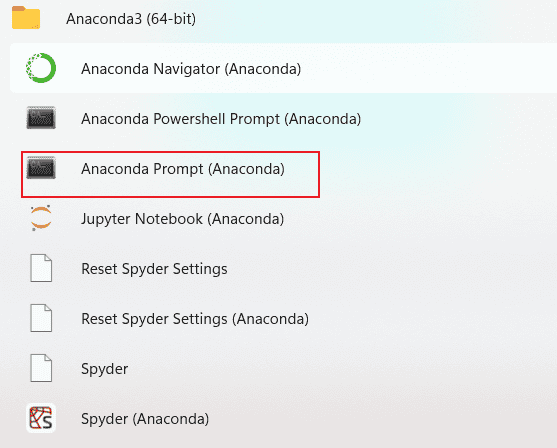 Anaconda3 (64-bit)
Anaconda Navigator (Anaconda)
Anaconda Powershell Prompt (Anaconda)
Anaconda Prompt (Anaconda)
Jupyter Notebook (Anaconda)
Reset Spyder Settings
Reset Spyder Settings (Anaconda)
Spyder
Spyder (Anaconda)